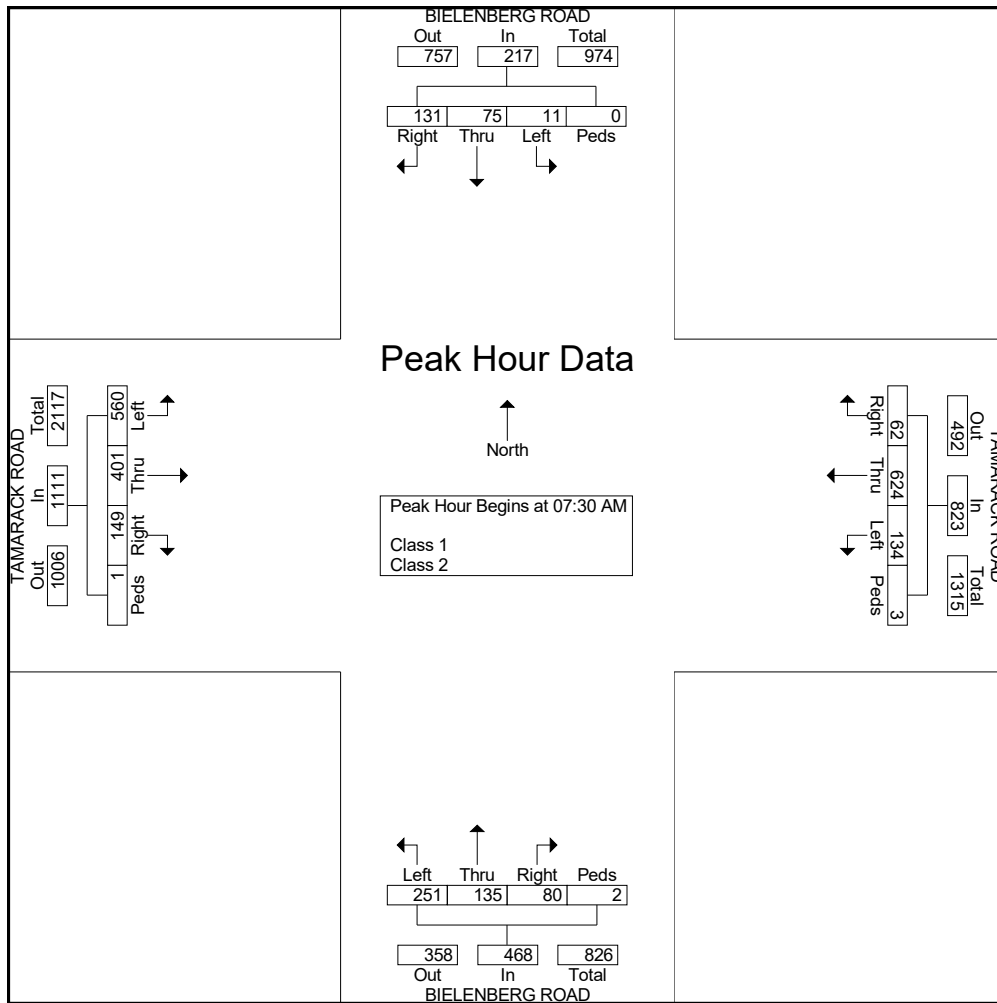 BIELENBERG ROAD
Out In Total
757 217 974
131 75 11 0
Right Thru Left Peds
Peak Hour Data
North
Peak Hour Begins at 07:30 AM
Class 1
Class 2
TAMARACK ROAD
Out In Total
1006 1111 2117
560 401 149 1
Left Thru Right Peds
TAMARACK ROAD
Out In Total
492 823 1315
62 624 134 3
Right Thru Left Peds
Left Thru Right Peds
251 135 80 2
358 468 826
Out In Total
BIELENBERG ROAD